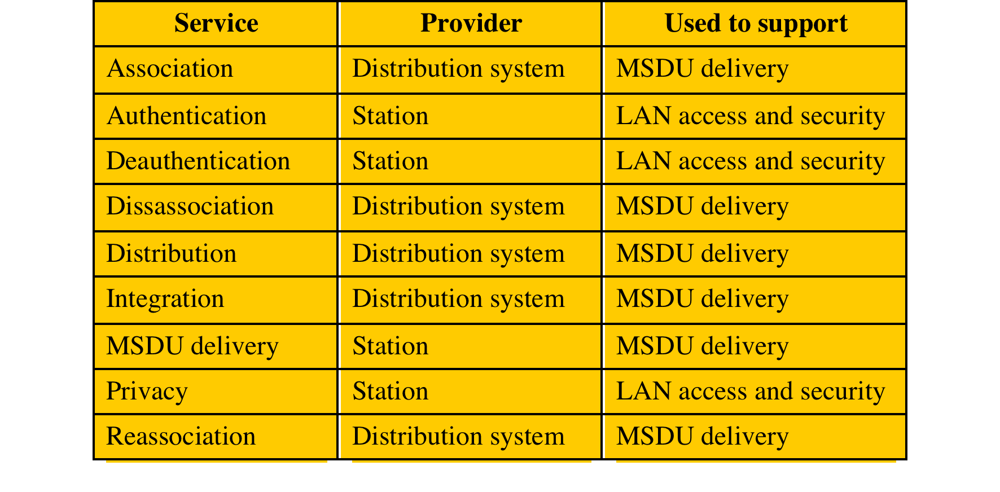 Service Provider Used to support
Association Distribution system MSDU delivery
Authentication Station LAN access and security
Deauthentication Station LAN access and security
Dissassociation Distribution system MSDU delivery
Distribution Distribution system MSDU delivery
Integration Distribution system MSDU delivery
MSDU delivery Station MSDU delivery
Privacy Station LAN access and security
Reassociation Distribution system MSDU delivery